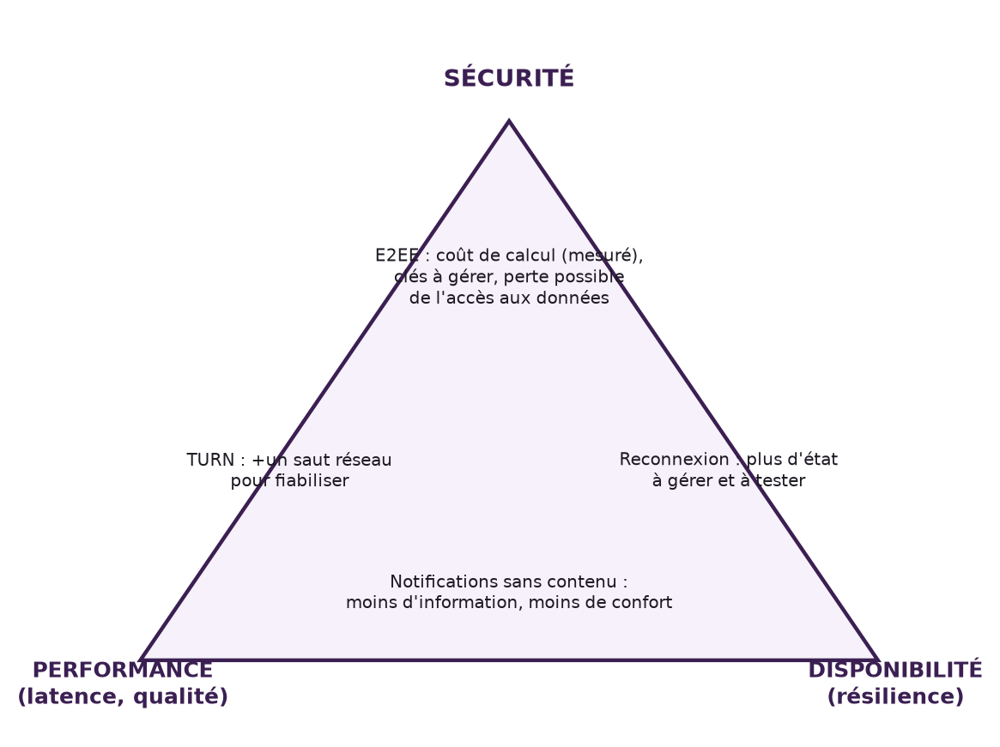 SÉCURITÉ
E2EE : coût de calcul (mesuré),
clés à gérer, perte possible
de l'accès aux données
TURN : +un saut réseau
pour fiabiliser
Reconnexion : plus d'état
à gérer et à tester
Notifications sans contenu :
moins d'information, moins de confort
PERFORMANCE
(latence, qualité)
DISPONIBILITÉ
(résilience)